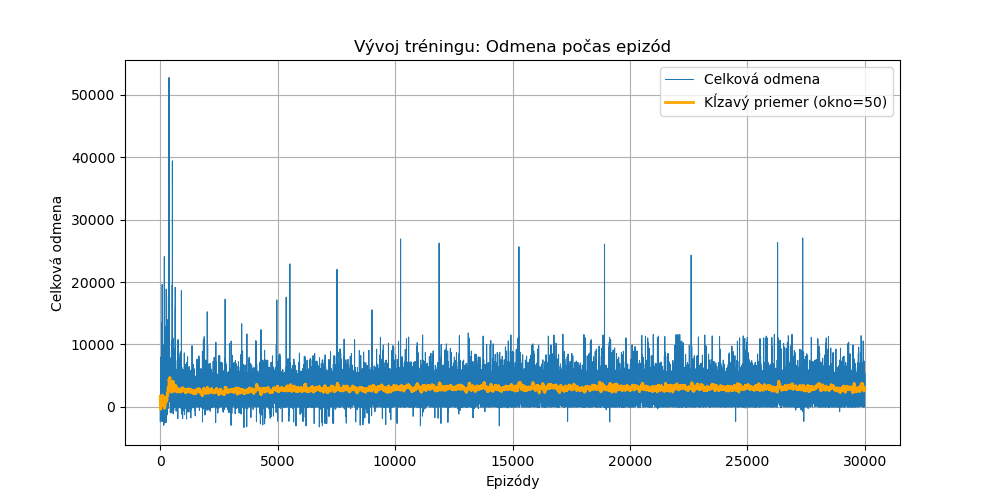 Vývoj tréningu: Odmena počas epizód
Celková odmena
Kĺzavý priemer (okno=50)
50000
40000
30000
20000
10000
0
Celková odmena
0
5000
10000
15000
20000
25000
30000
Epizódy